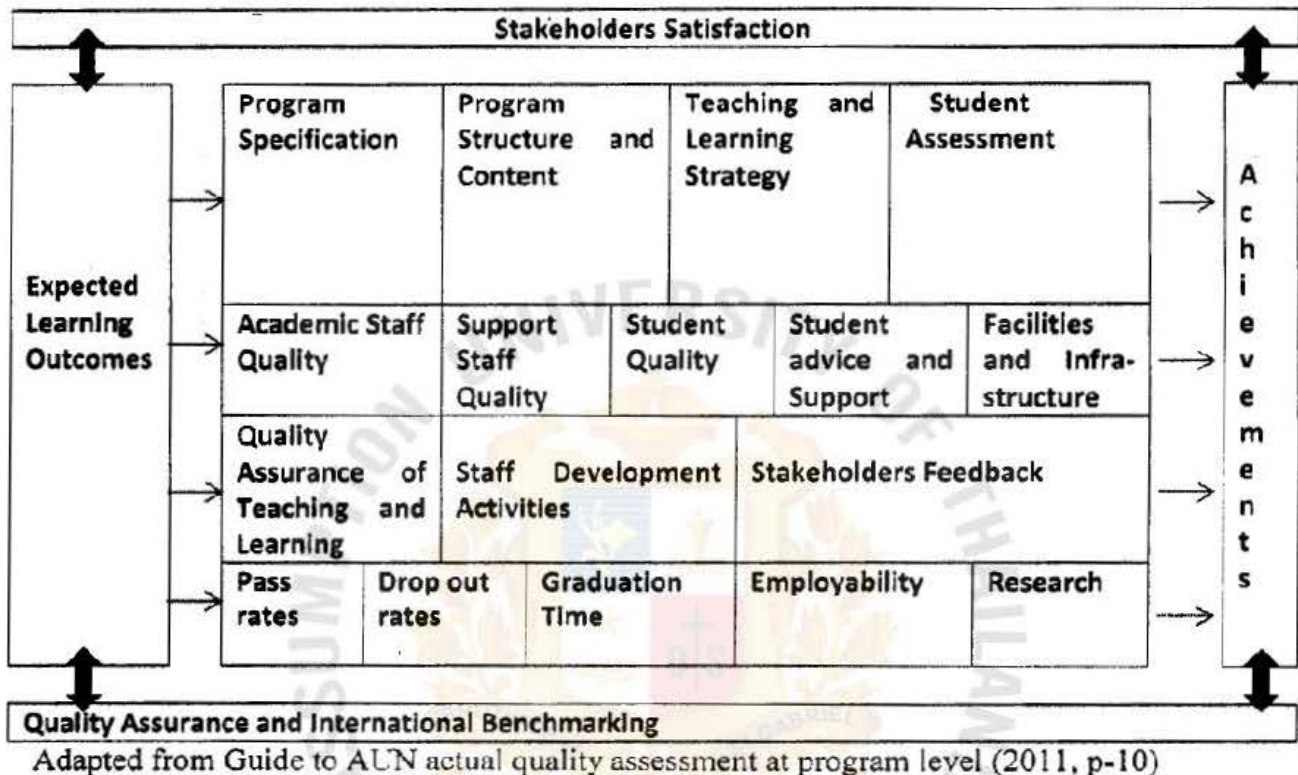 Stakeholders Satisfaction
Expected
Learning
Outcomes
Program
Specification
Program
Structure and
Content
Teaching and
Learning
Strategy
Student
Assessment
Academic Staff
Quality
Support
Staff
Quality
Student
Quality
Student
advice and
Support
Facilities
and Infra-
structure
Quality
Assurance of
Teaching and
Learning
Staff Development
Activities
Stakeholders Feedback
Pass
rates
Drop out
rates
Graduation
Time
Employability
Research
Achievements
Quality Assurance and International Benchmarking
Adapted from Guide to AUN actual quality assessment at program level (2011, p-10)